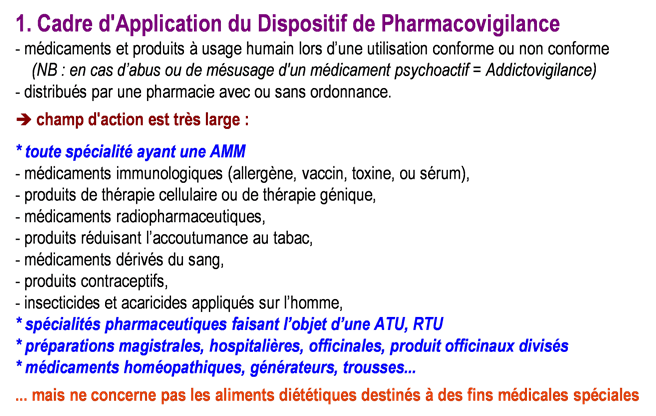 1. Cadre d'Application du Dispositif de Pharmacovigilance
- médicaments et produits à usage humain lors d’une utilisation conforme ou non conforme
(NB : en cas d’abus ou de mésusage d'un médicament psychoactif = Addictovigilance)
- distribués par une pharmacie avec ou sans ordonnance.
➔ champ d'action est très large :
* toute spécialité ayant une AMM
- médicaments immunologiques (allergène, vaccin, toxine, ou sérum),
- produits de thérapie cellulaire ou de thérapie génique,
- médicaments radiopharmaceutiques,
- produits réduisant l’accoutumance au tabac,
- médicaments dérivés du sang,
- produits contraceptifs,
- insecticides et acaricides appliqués sur l’homme,
* spécialités pharmaceutiques faisant l’objet d’une ATU, RTU
* préparations magistrales, hospitalières, officinales, produit officinaux divisés
* médicaments homéopathiques, générateurs, trousses...
... mais ne concerne pas les aliments diététiques destinés à des fins médicales spéciales